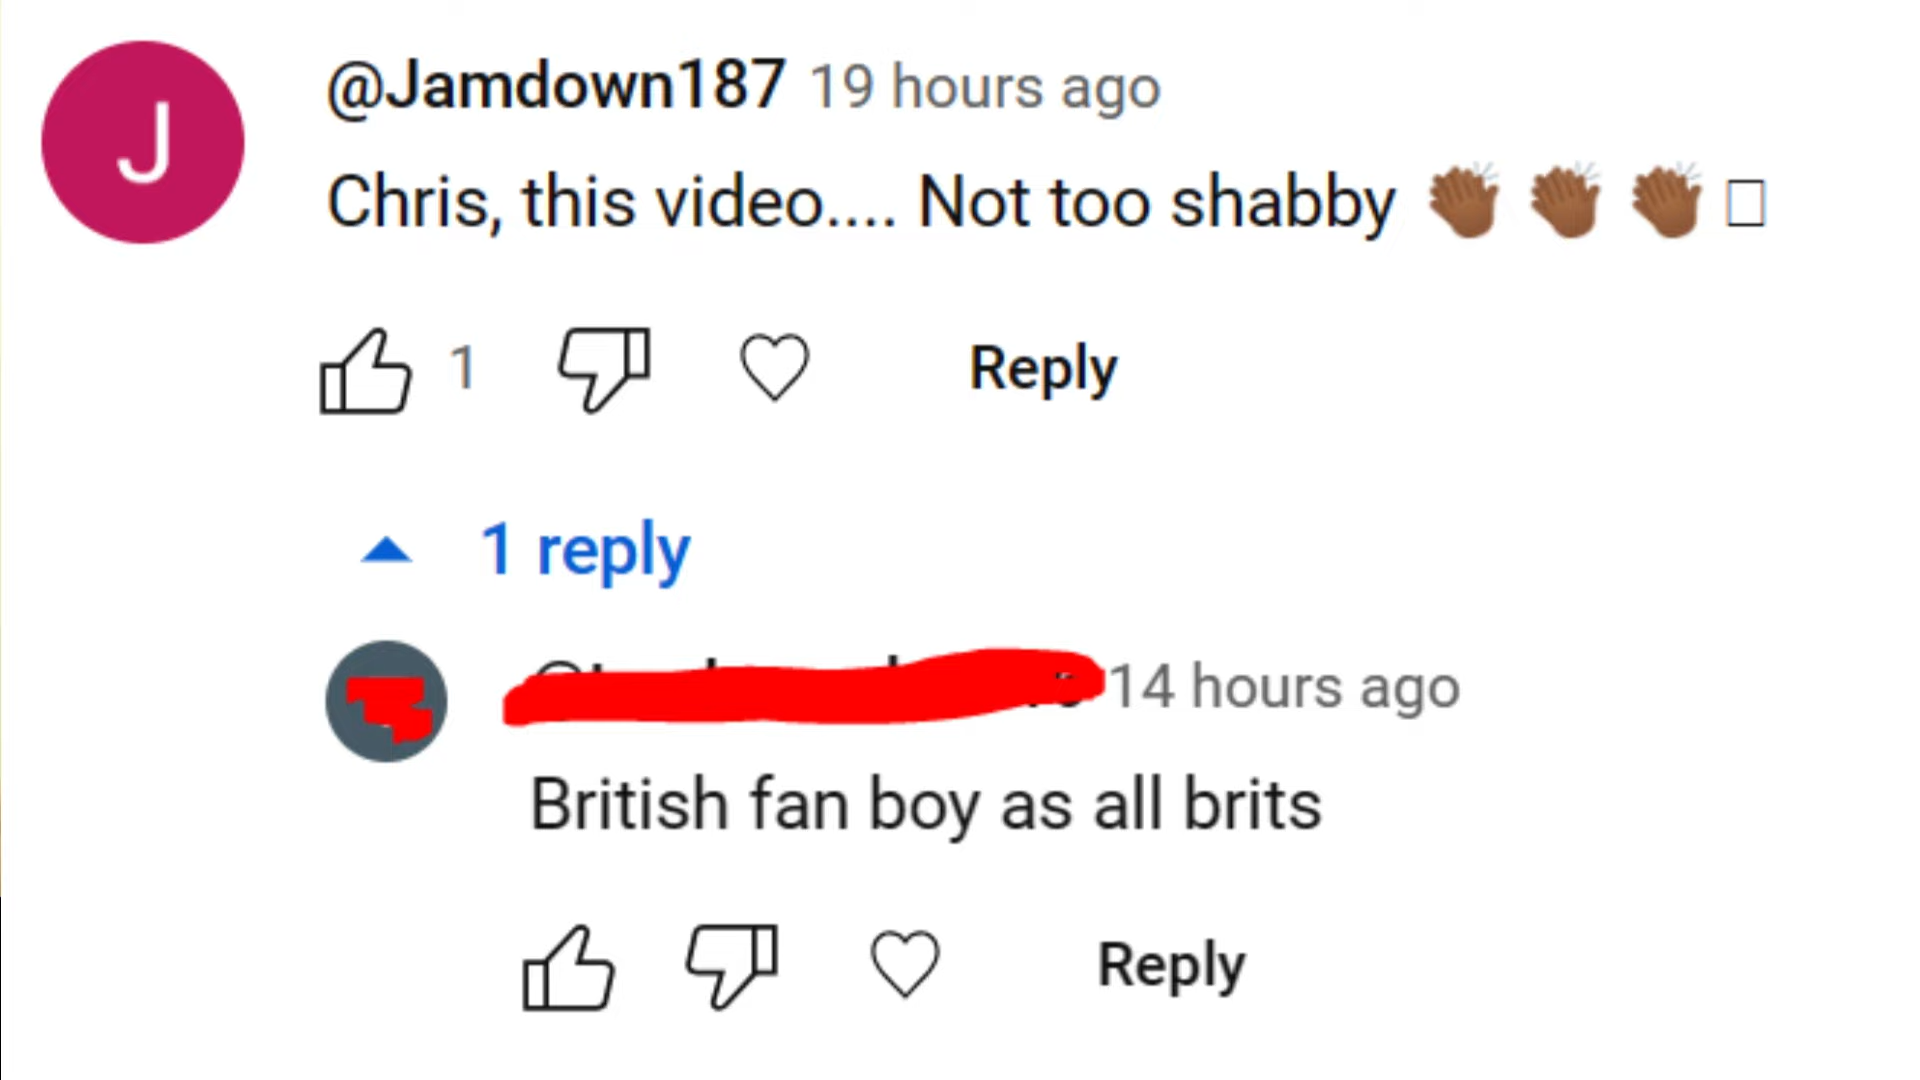 J
@Jamdown187 19 hours ago
Chris, this video.... Not too shabby 👏🏾 👏🏾 👏🏾 □
1
Reply
1 reply
14 hours ago
British fan boy as all brits
Reply